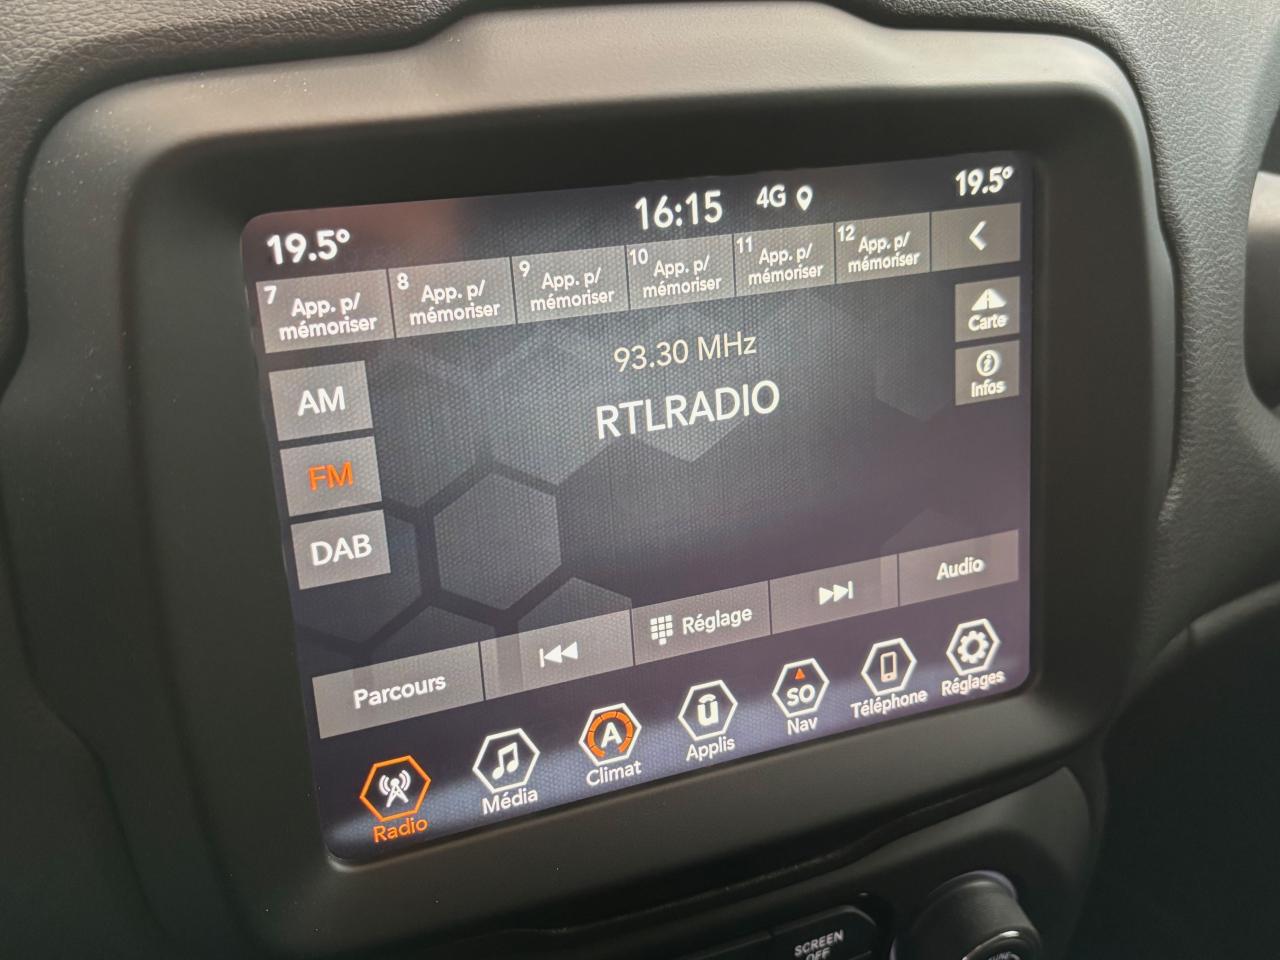 19.5°
16:15
4G
19.5°
7 App. p/
mémoriser
8 App. p/
mémoriser
9 App. p/
mémoriser
10 App. p/
mémoriser
11 App. p/
mémoriser
12 App. p/
mémoriser
Carte
Infos
93.30 MHz
RTLRADIO
AM
FM
DAB
Parcours
Réglage
Audio
Radio
Média
A
Climat
u
Applis
SO
Nav
Téléphone
Réglages
SCREEN
OFF